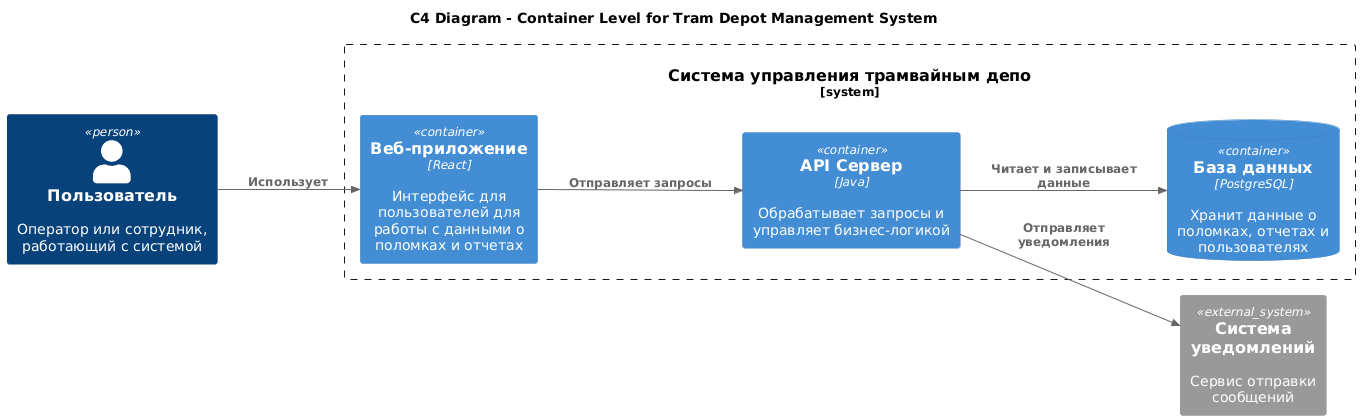 C4 Diagram - Container Level for Tram Depot Management System
Система управления трамвайным депо
[system]
«person»
Пользователь
Оператор или сотрудник,
работающий с системой
Использует
«container»
Веб-приложение
[React]
Интерфейс для
пользователей для
работы с данными о
поломках и отчетах
Отправляет запросы
«container»
API Сервер
[Java]
Обрабатывает запросы и
управляет бизнес-логикой
Читает и записывает
данные
«container»
База данных
[PostgreSQL]
Хранит данные о
поломках, отчетах и
пользователях
Отправляет
уведомления
«external_system»
Система
уведомлений
Сервис отправки
сообщений